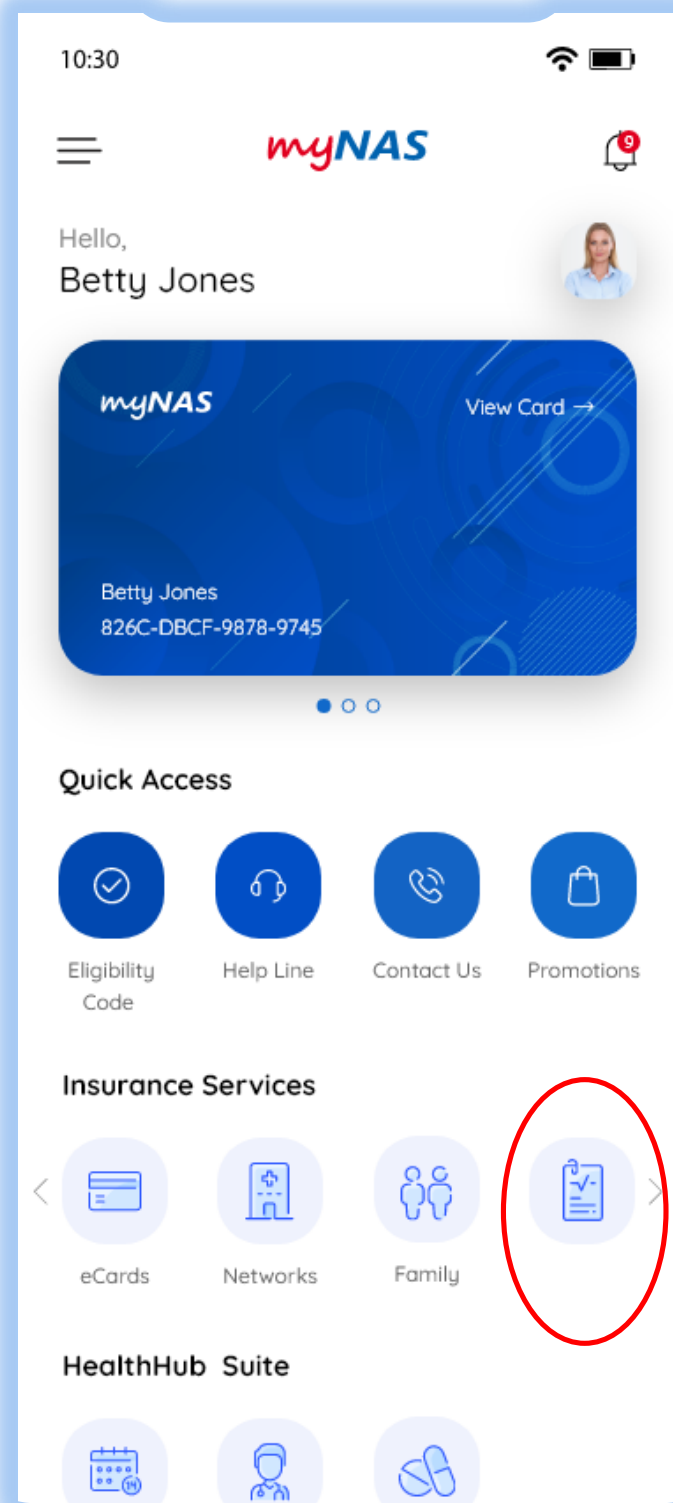 10:30
myNAS
9
Hello,
Betty Jones
myNAS
View Card →
Betty Jones
826C-DBCF-9878-9745
Quick Access
Eligibility Code
Help Line
Contact Us
Promotions
Insurance Services
eCards
Networks
Family
HealthHub Suite
14